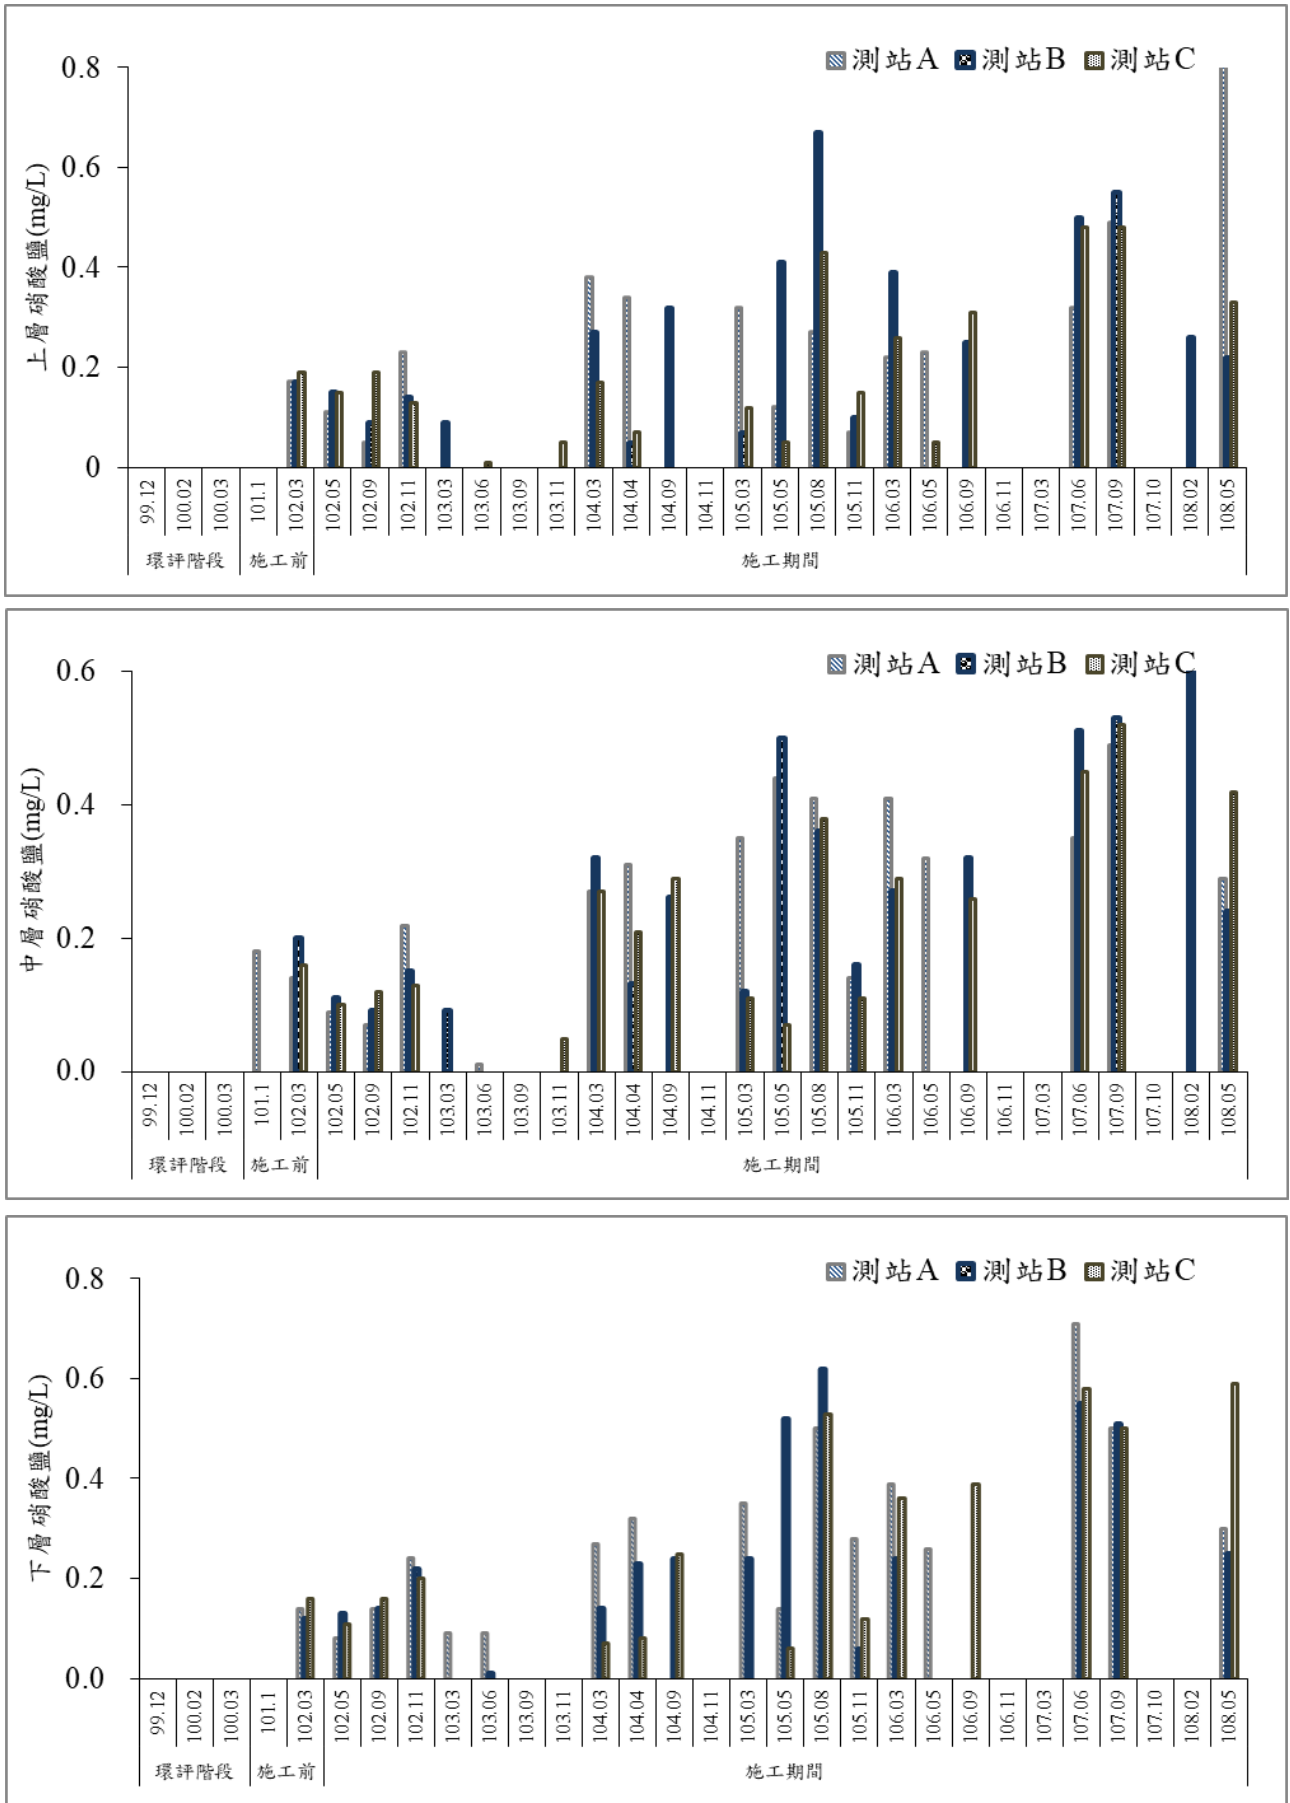 測站A 測站B 測站C
上層硝酸鹽(mg/L)
0.8
0.6
0.4
0.2
0
99.12 100.02 100.03 101.1 102.03 102.05 102.09 102.11 103.03 103.06 103.09 103.11 104.03 104.04 104.09 104.11 105.03 105.05 105.08 105.11 106.03 106.05 106.09 106.11 107.03 107.06 107.09 107.10 108.02 108.05
環評階段 施工前 施工期間
測站A 測站B 測站C
中層硝酸鹽(mg/L)
0.6
0.4
0.2
0.0
99.12 100.02 100.03 101.1 102.03 102.05 102.09 102.11 103.03 103.06 103.09 103.11 104.03 104.04 104.09 104.11 105.03 105.05 105.08 105.11 106.03 106.05 106.09 106.11 107.03 107.06 107.09 107.10 108.02 108.05
環評階段 施工前 施工期間
測站A 測站B 測站C
下層硝酸鹽(mg/L)
0.8
0.6
0.4
0.2
0.0
99.12 100.02 100.03 101.1 102.03 102.05 102.09 102.11 103.03 103.06 103.09 103.11 104.03 104.04 104.09 104.11 105.03 105.05 105.08 105.11 106.03 106.05 106.09 106.11 107.03 107.06 107.09 107.10 108.02 108.05
環評階段 施工前 施工期間